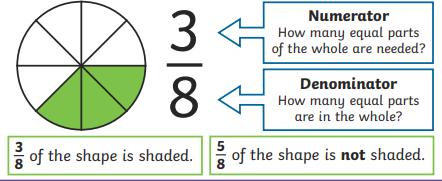 3
8
Numerator
How many equal parts
of the whole are needed?
Denominator
How many equal parts
are in the whole?
3/8 of the shape is shaded.
5/8 of the shape is not shaded.